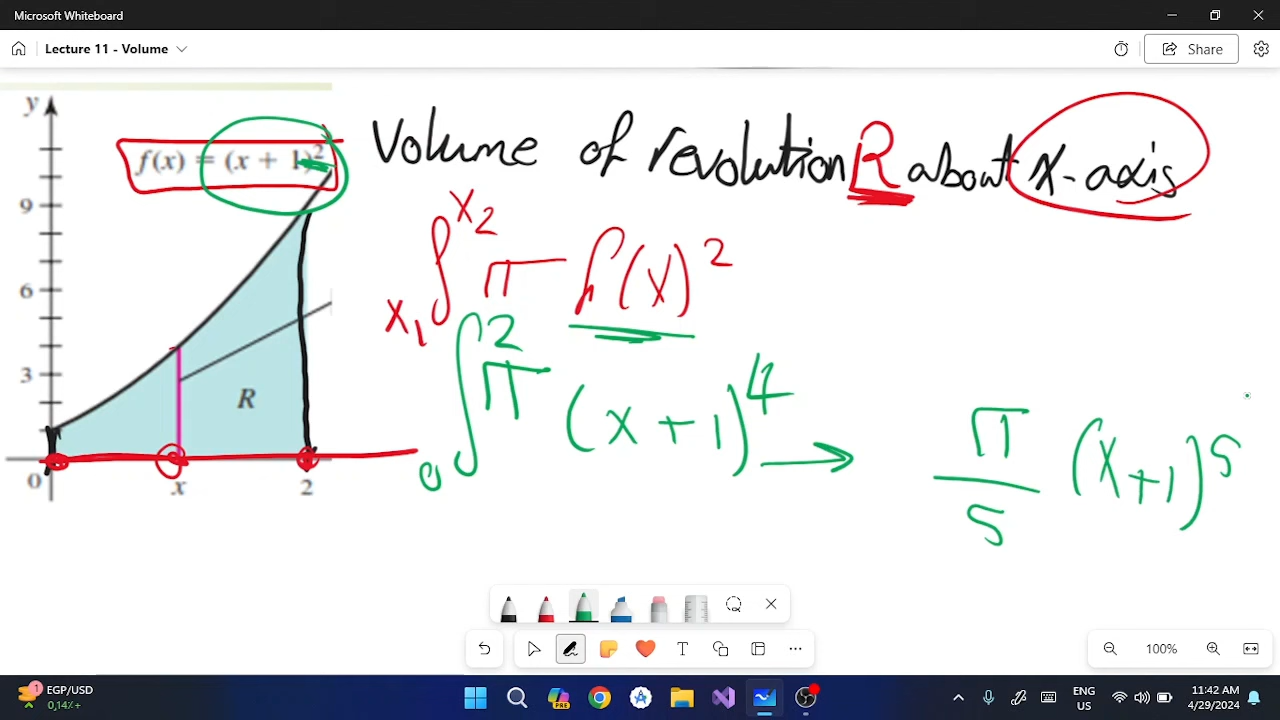 Microsoft Whiteboard
Lecture 11 - Volume
Share
y
f(x) = (x + 1)²
9
6
3
0
x
2
R
Volume of revolution R about x-axis
∫ x₁ x₂ π f(x)²
∫ 0 2 π (x+1)⁴ → π/5 (x+1)⁵
T
100%
1
EGP/USD
0,14%
PRE
ENG
US
11:42 AM
4/29/2024